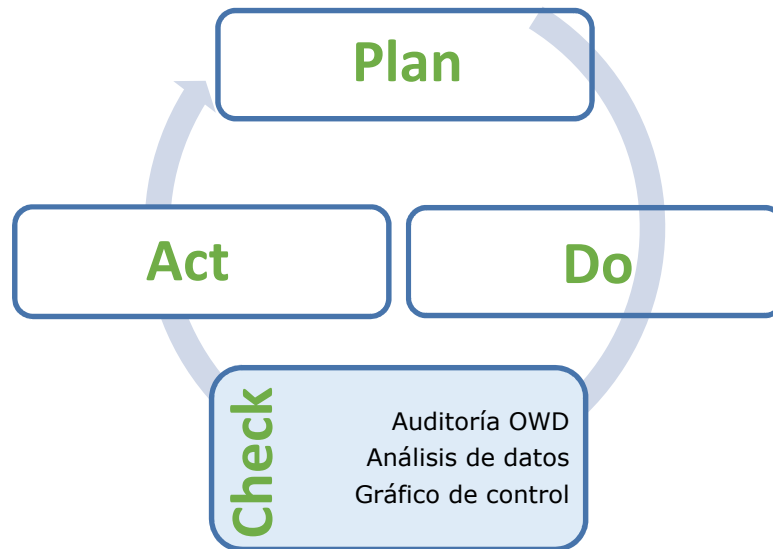 Plan
Act
Do
Check
Auditoría OWD
Análisis de datos
Gráfico de control